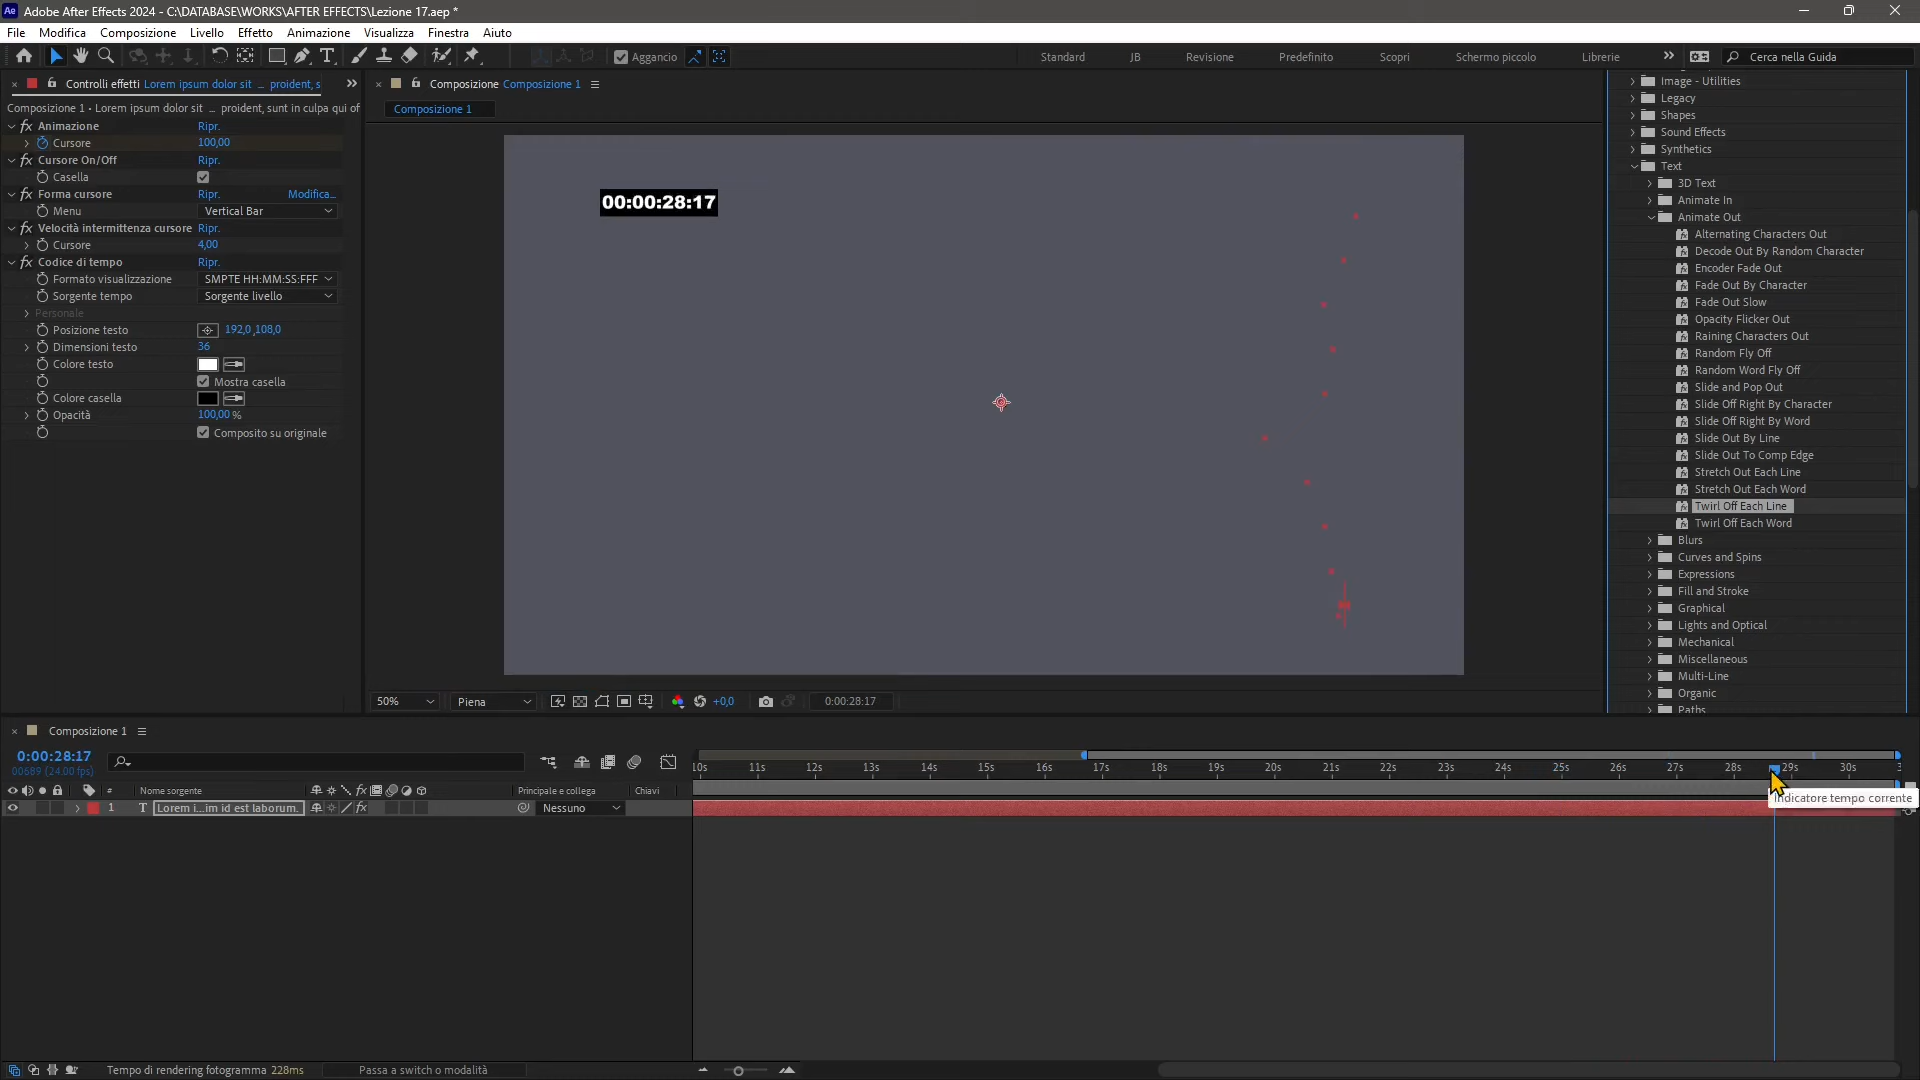 Ae Adobe After Effects 2024 - C:\DATABASE\WORKS\AFTER EFFECTS\Lezione 17.aep *
File Modifica Composizione Livello Effetto Animazione Visualizza Finestra Aiuto
Aggancio Standard JB Revisione Predefinito Scopri Schermo piccolo Librerie Cerca nella Guida
Controlli effetti Lorem ipsum dolor sit ... proident, s
Composizione 1 • Lorem ipsum dolor sit ... proident, sunt in culpa qui of
fx Animazione Ripr.
Cursore 100,00
fx Cursore On/Off Ripr.
Casella
fx Forma cursore Ripr. Modifica...
Menu Vertical Bar
fx Velocità intermittenza cursore Ripr.
Cursore 4,00
fx Codice di tempo Ripr.
Formato visualizzazione SMPTE HH:MM:SS:FFF
Sorgente tempo Sorgente livello
Personale
Posizione testo 192,0 ,108,0
Dimensioni testo 36
Colore testo
Mostra casella
Colore casella
Opacità 100,00 %
Composito su originale
Composizione Composizione 1
Composizione 1
00:00:28:17
50% Piena +0,0 0:00:28:17
Image - Utilities
Legacy
Shapes
Sound Effects
Synthetics
Text
3D Text
Animate In
Animate Out
Alternating Characters Out
Decode Out By Random Character
Encoder Fade Out
Fade Out By Character
Fade Out Slow
Opacity Flicker Out
Raining Characters Out
Random Fly Off
Random Word Fly Off
Slide and Pop Out
Slide Off Right By Character
Slide Off Right By Word
Slide Out By Line
Slide Out To Comp Edge
Stretch Out Each Line
Stretch Out Each Word
Twirl Off Each Line
Twirl Off Each Word
Blurs
Curves and Spins
Expressions
Fill and Stroke
Graphical
Lights and Optical
Mechanical
Miscellaneous
Multi-Line
Organic
Paths
Composizione 1
0:00:28:17
00689 (24.00 fps)
10s 11s 12s 13s 14s 15s 16s 17s 18s 19s 20s 21s 22s 23s 24s 25s 26s 27s 28s 29s 30s
# Nome sorgente fx Principale e collega Chiavi
1 T Lorem i...im id est laborum. fx Nessuno
Indicatore tempo corrente
Tempo di rendering fotogramma 228ms Passa a switch o modalità